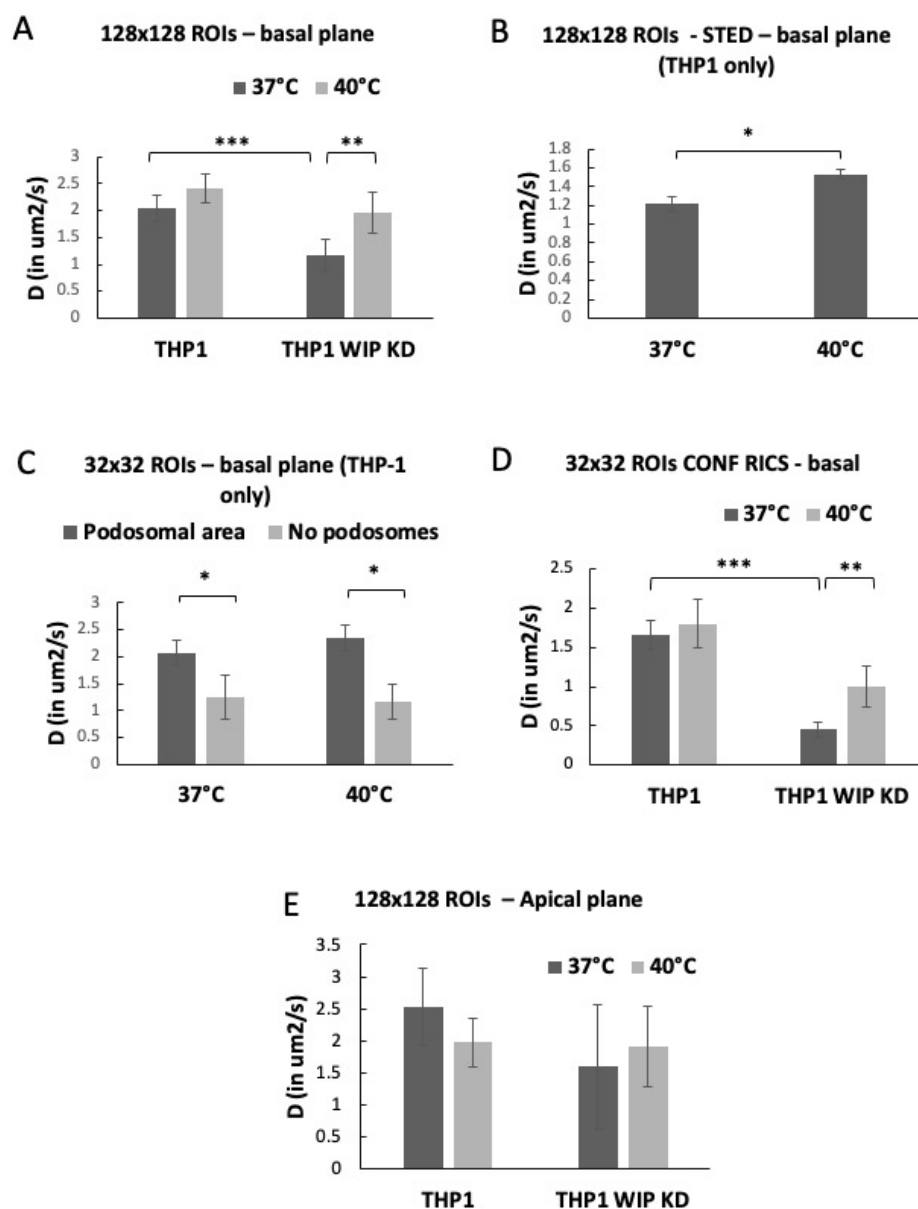 A
128x128 ROIs – basal plane
37°C 40°C
*** **
D (in um2/s)
3
2.5
2
1.5
1
0.5
0
THP1 THP1 WIP KD
B
128x128 ROIs - STED – basal plane
(THP1 only)
*
D (in um2/s)
1.8
1.6
1.4
1.2
1
0.8
0.6
0.4
0.2
0
37°C 40°C
C
32x32 ROIs – basal plane (THP-1
only)
Podosomal area No podosomes
* *
D (in um2/s)
3
2.5
2
1.5
1
0.5
0
37°C 40°C
D
32x32 ROIs CONF RICS - basal
37°C 40°C
*** **
D (in um2/s)
2.5
2
1.5
1
0.5
0
THP1 THP1 WIP KD
E
128x128 ROIs – Apical plane
37°C 40°C
D (in um2/s)
3.5
3
2.5
2
1.5
1
0.5
0
THP1 THP1 WIP KD